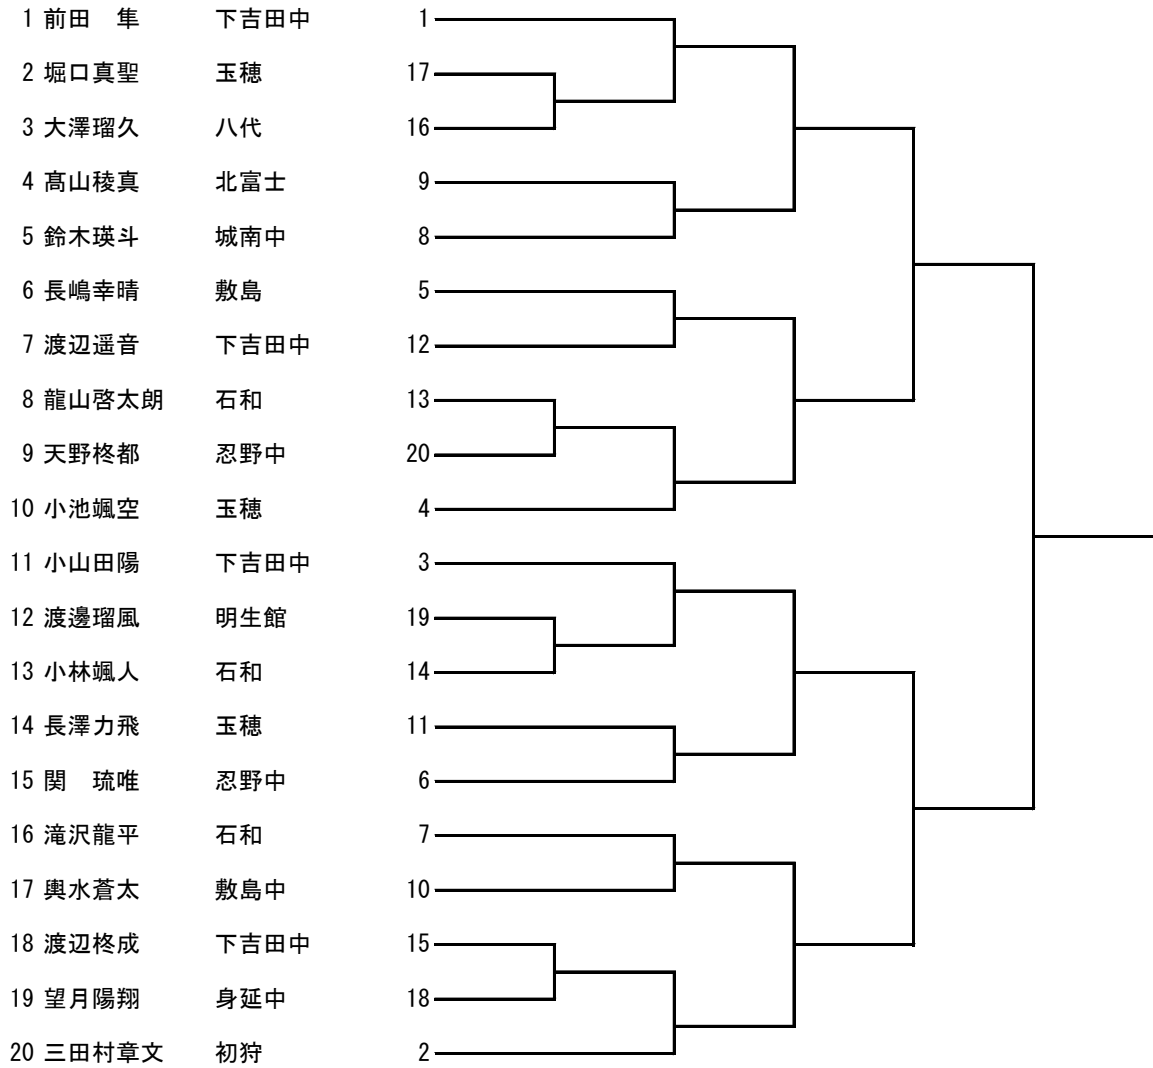 1 前田　隼 下吉田中 1
2 堀口真聖 玉穂 17
3 大澤瑠久 八代 16
4 髙山稜真 北富士 9
5 鈴木瑛斗 城南中 8
6 長嶋幸晴 敷島 5
7 渡辺遥音 下吉田中 12
8 龍山啓太朗 石和 13
9 天野柊都 忍野中 20
10 小池颯空 玉穂 4
11 小山田陽 下吉田中 3
12 渡邊瑠風 明生館 19
13 小林颯人 石和 14
14 長澤力飛 玉穂 11
15 関　琉唯 忍野中 6
16 滝沢龍平 石和 7
17 輿水蒼太 敷島中 10
18 渡辺柊成 下吉田中 15
19 望月陽翔 身延中 18
20 三田村章文 初狩 2